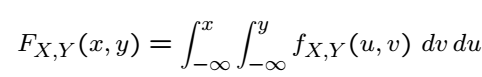 F_{X,Y}(x, y) = \int_{-\infty}^{x} \int_{-\infty}^{y} f_{X,Y}(u, v) \, dv \, du